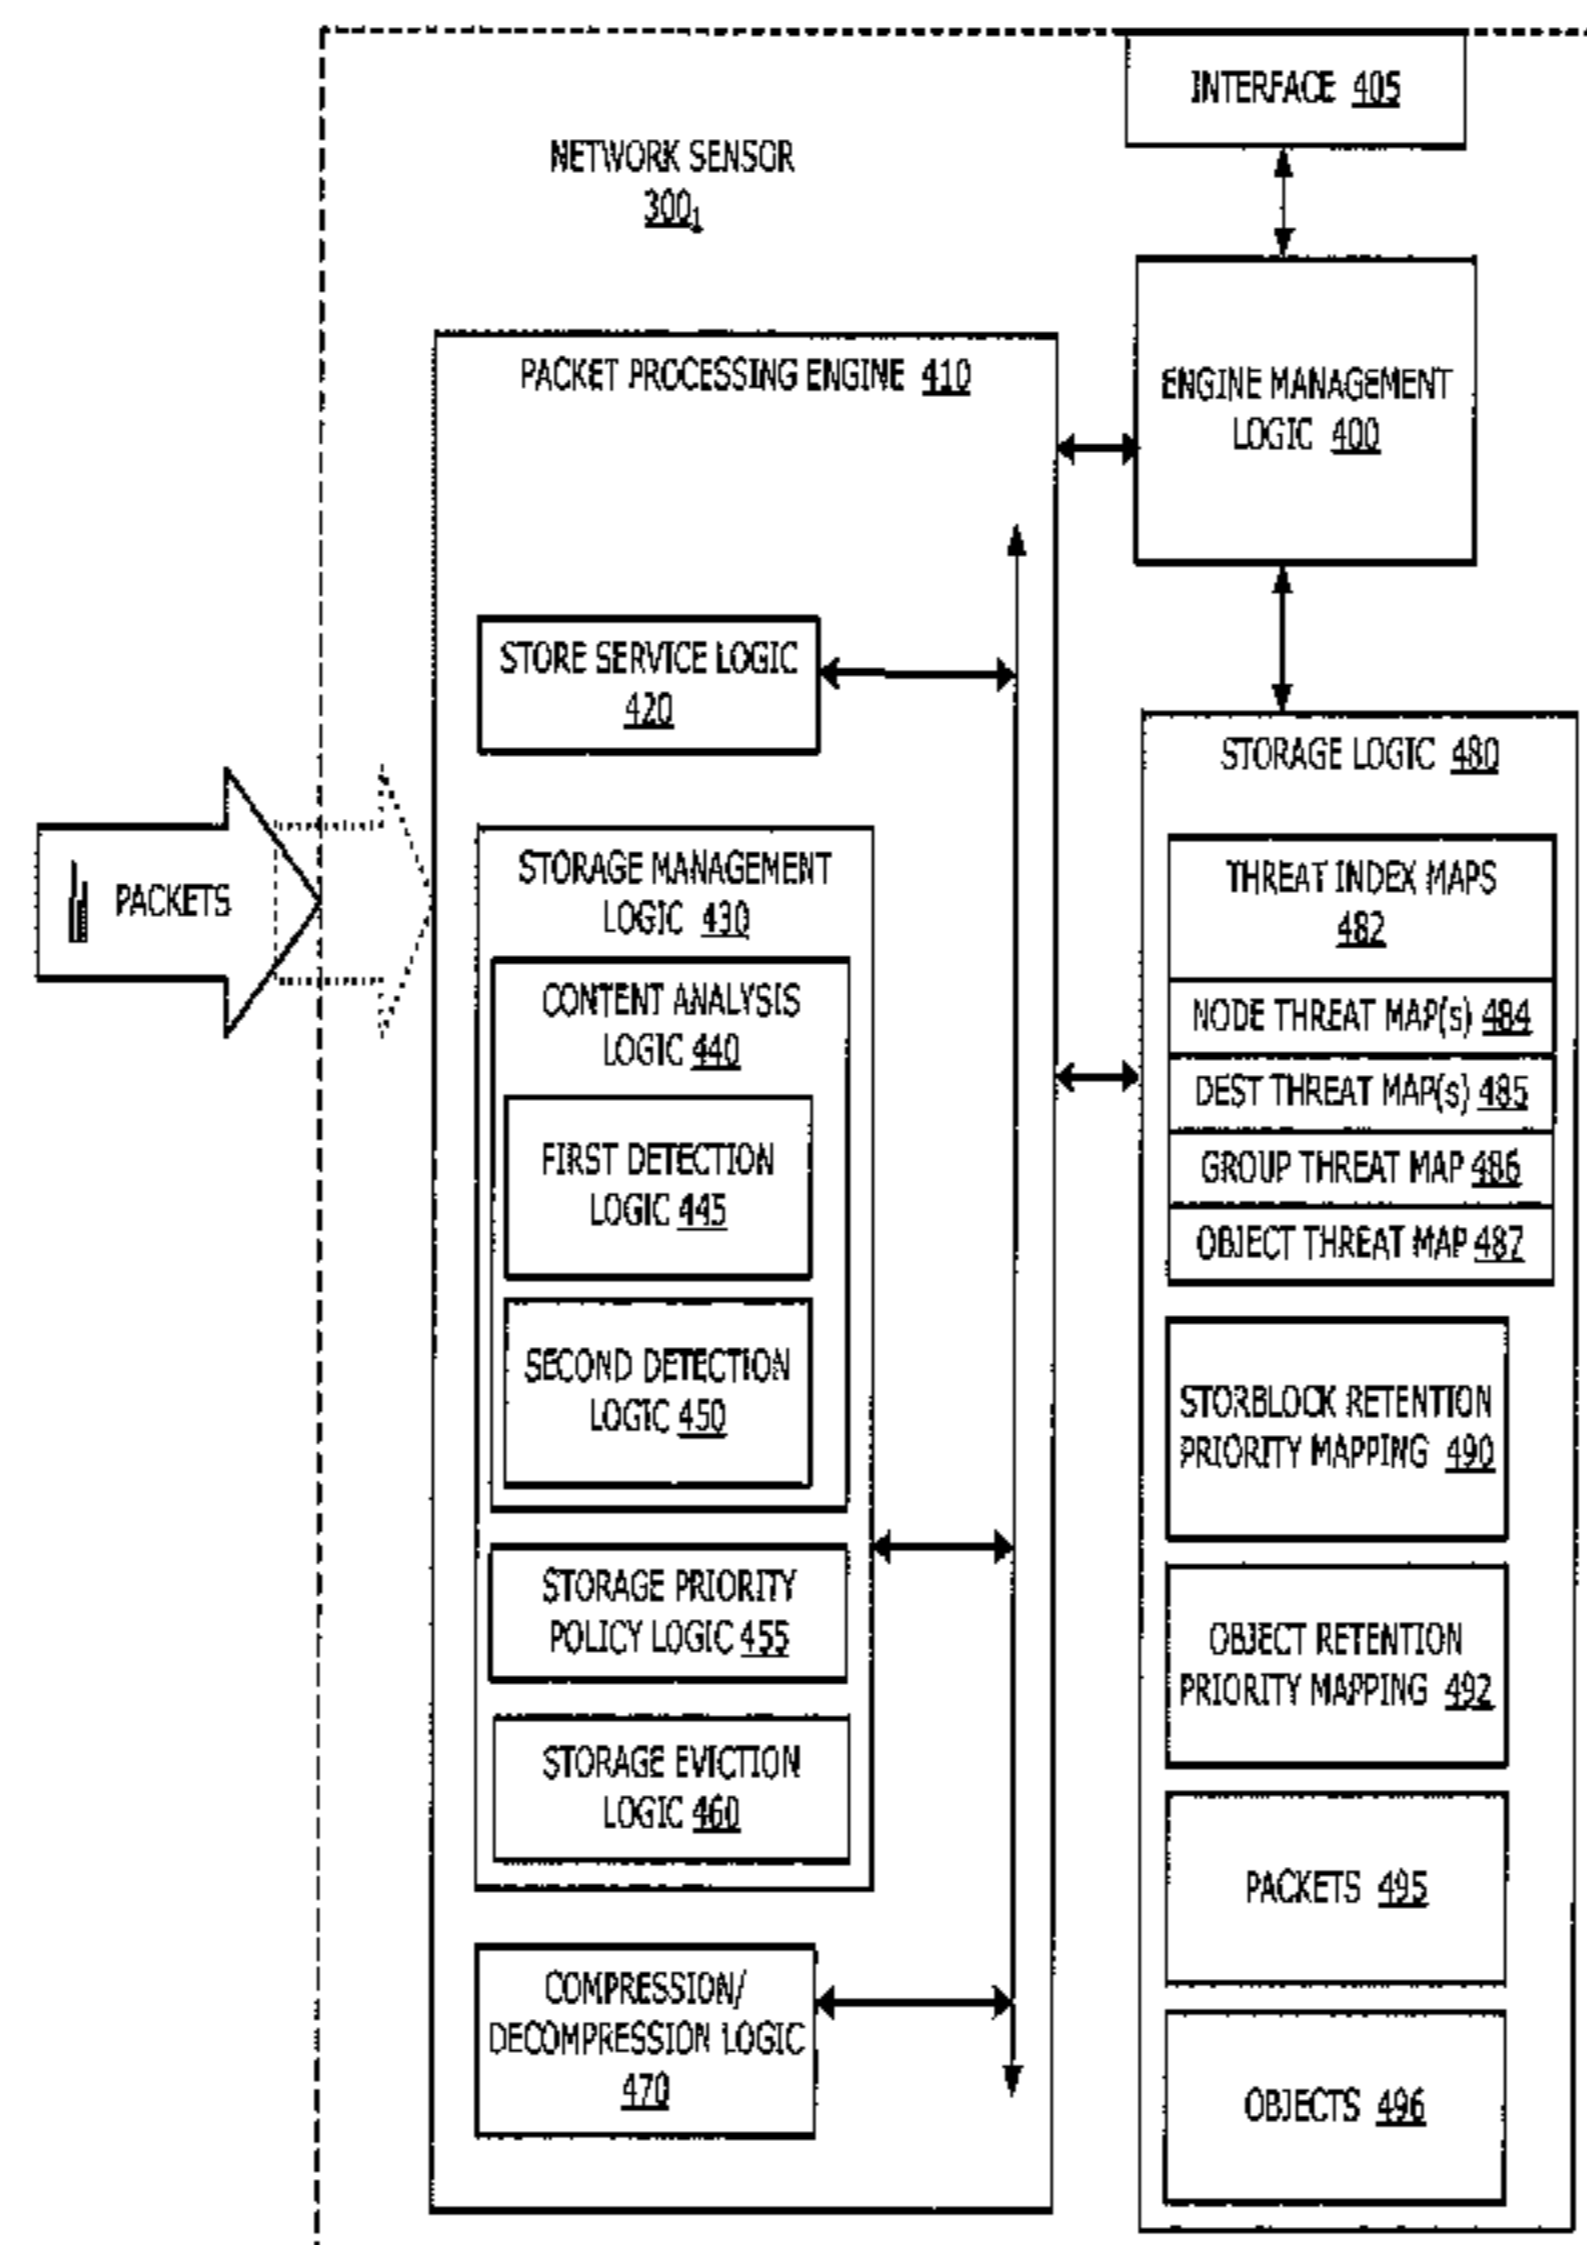 INTERFACE 405
NETWORK SENSOR
300₁
PACKET PROCESSING ENGINE 410
ENGINE MANAGEMENT
LOGIC 400
STORE SERVICE LOGIC
420
PACKETS
STORAGE MANAGEMENT
LOGIC 430
CONTENT ANALYSIS
LOGIC 440
FIRST DETECTION
LOGIC 445
SECOND DETECTION
LOGIC 450
STORAGE PRIORITY
POLICY LOGIC 455
STORAGE EVICTION
LOGIC 460
COMPRESSION/
DECOMPRESSION LOGIC
470
STORAGE LOGIC 480
THREAT INDEX MAPS
482
NODE THREAT MAP(s) 484
DEST THREAT MAP(s) 485
GROUP THREAT MAP 486
OBJECT THREAT MAP 487
STORBLOCK RETENTION
PRIORITY MAPPING 490
OBJECT RETENTION
PRIORITY MAPPING 492
PACKETS 495
OBJECTS 496